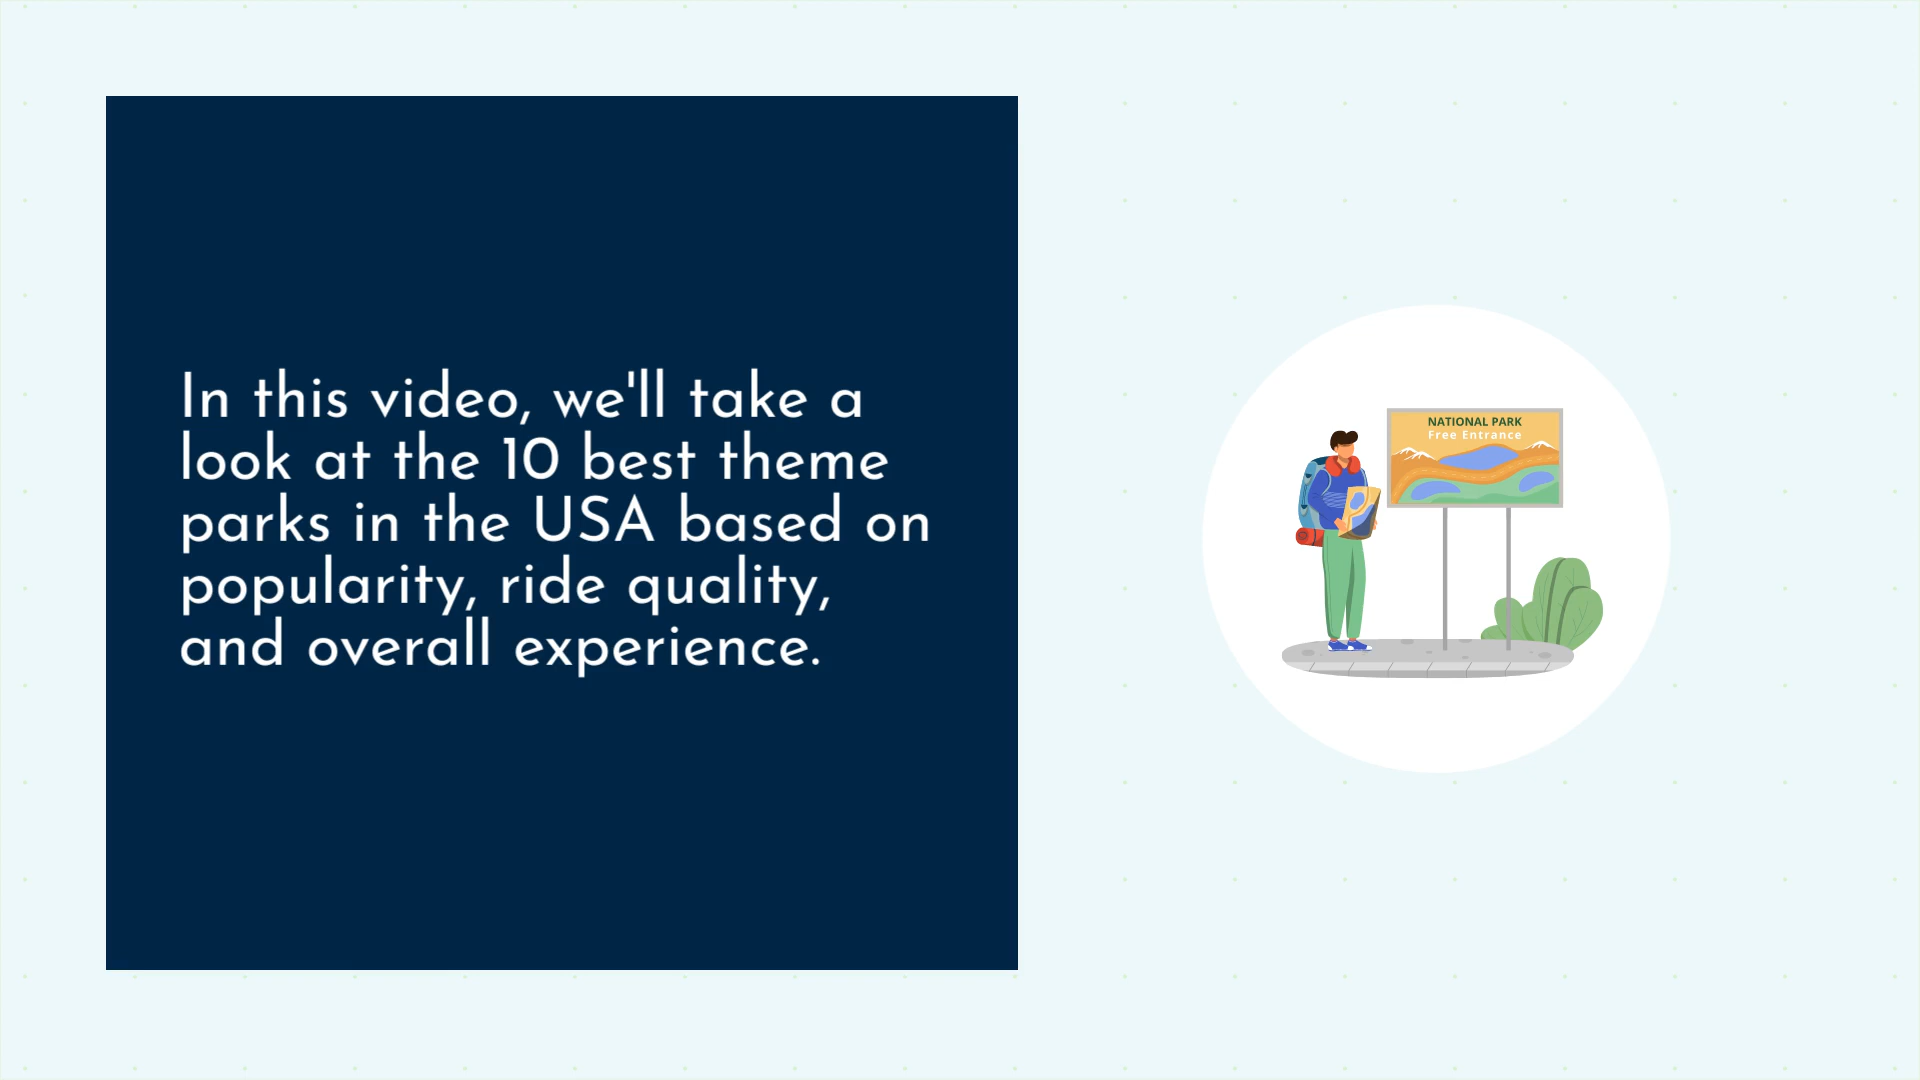 In this video, we'll take a
look at the 10 best theme
parks in the USA based on
popularity, ride quality,
and overall experience.
NATIONAL PARK
Free Entrance